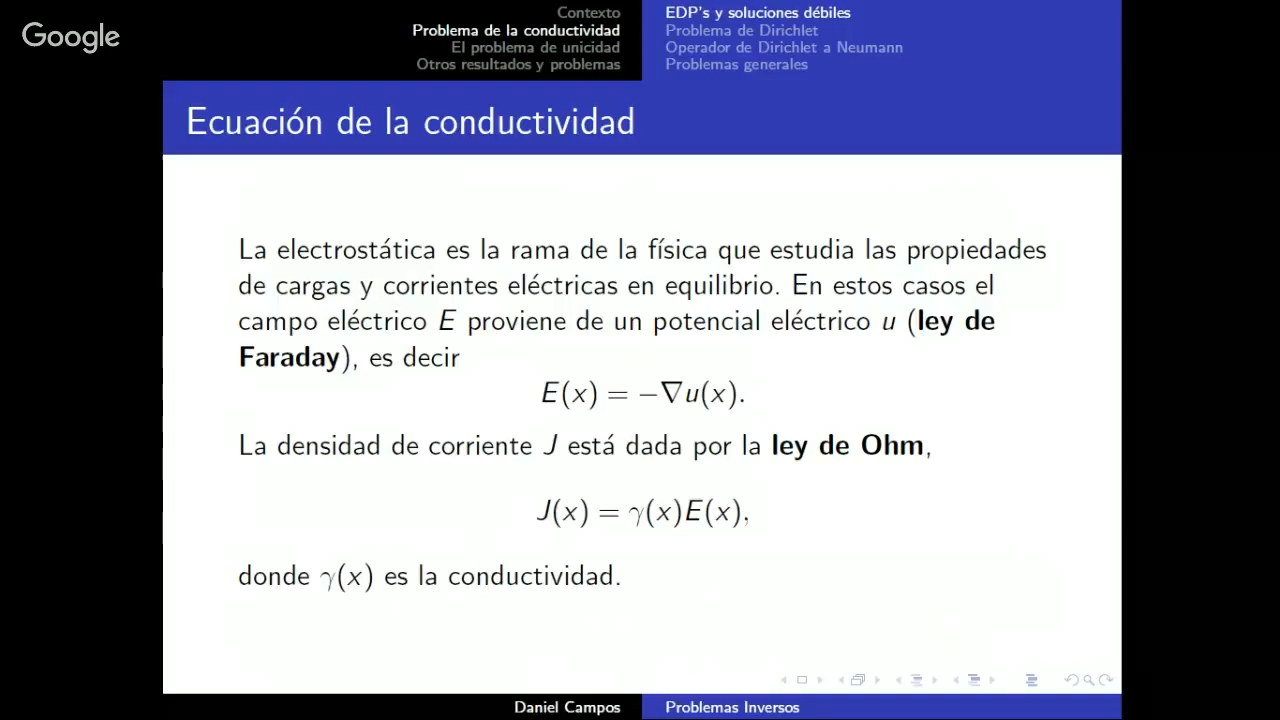 Google
Contexto
Problema de la conductividad
El problema de unicidad
Otros resultados y problemas
EDP's y soluciones débiles
Problema de Dirichlet
Operador de Dirichlet a Neumann
Problemas generales
Ecuación de la conductividad
La electrostática es la rama de la física que estudia las propiedades
de cargas y corrientes eléctricas en equilibrio. En estos casos el
campo eléctrico E proviene de un potencial eléctrico u (ley de
Faraday), es decir
E(x) = −∇u(x).
La densidad de corriente J está dada por la ley de Ohm,
J(x) = γ(x)E(x),
donde γ(x) es la conductividad.
Daniel Campos
Problemas Inversos